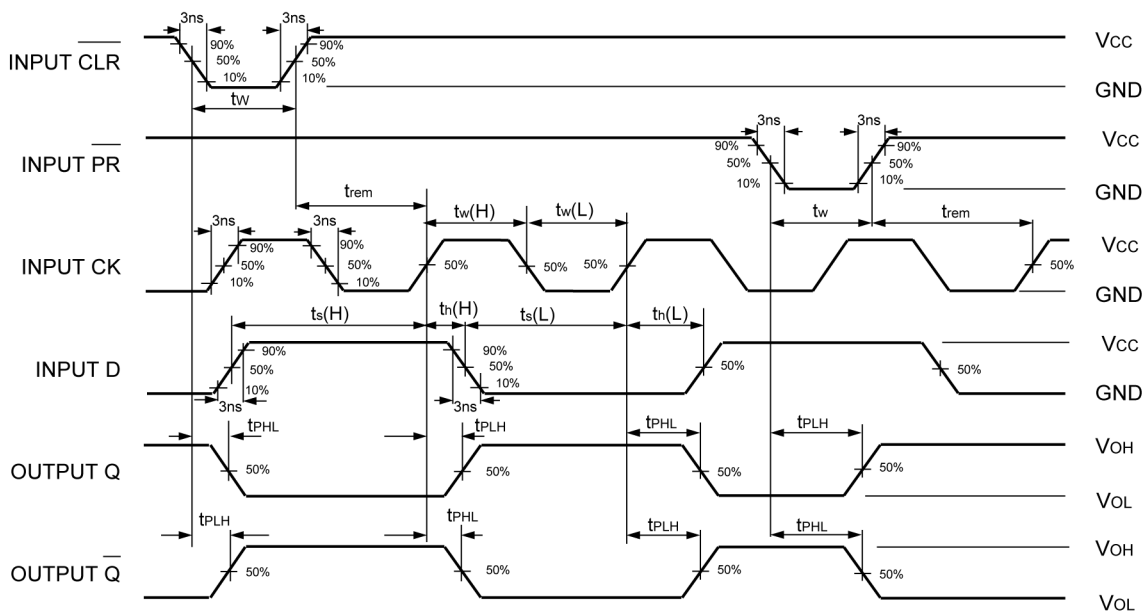 3ns 3ns
INPUT CLR 90% 50% 10% 90% 50% 10% VCC
tw GND
INPUT PR 3ns 3ns 90% 50% 10% 90% 50% 10% VCC
GND
trem tw(H) tw(L) tw trem
INPUT CK 3ns 90% 50% 10% 3ns 90% 50% 10% 50% 50% 50% 50% VCC
GND
ts(H) th(H) ts(L) th(L)
INPUT D 90% 50% 10% 90% 50% 10% 50% 50% VCC
3ns 3ns GND
tPHL tPLH tPHL tPLH
OUTPUT Q 50% 50% 50% 50% VOH
VOL
tPLH tPHL tPLH tPHL
OUTPUT Q 50% 50% 50% 50% VOH
VOL